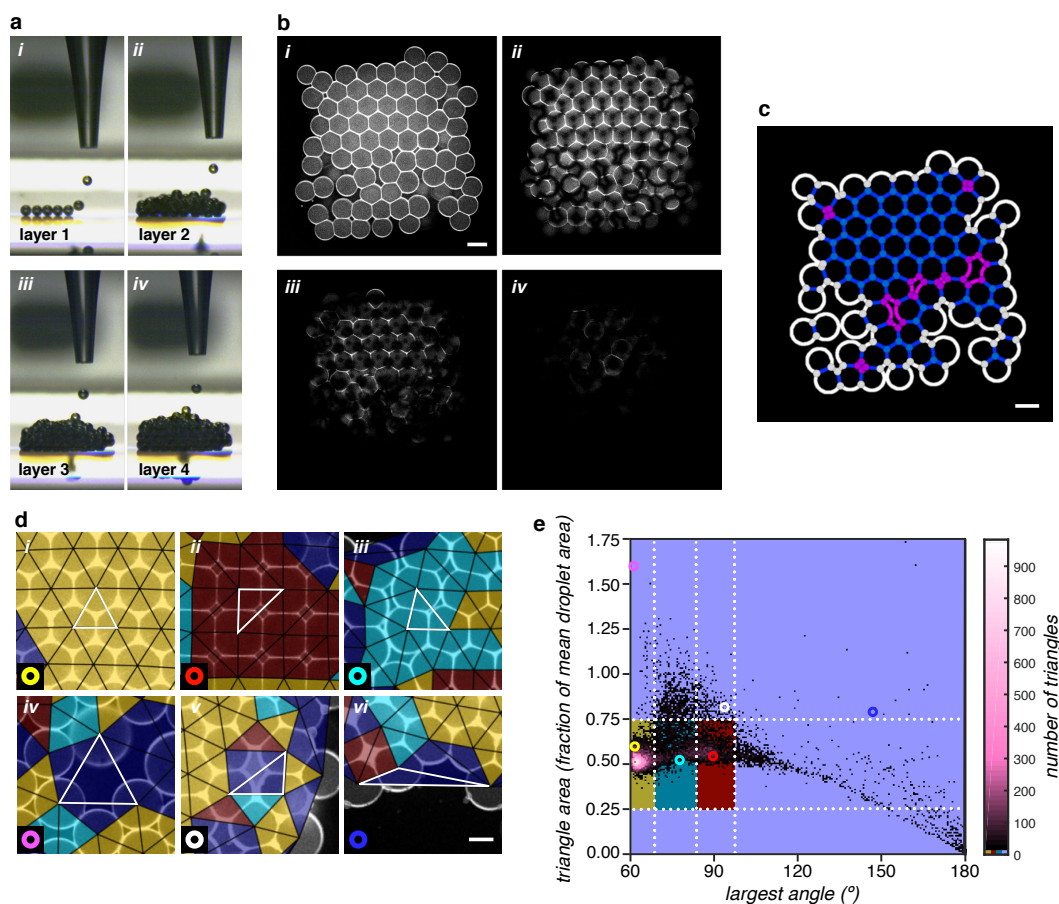 a
i
ii
layer 1
layer 2
iii
iv
layer 3
layer 4
b
i
ii
iii
iv
c
d
i
ii
iii
iv
v
vi
e
triangle area (fraction of mean droplet area)
1.75
1.50
1.25
1.00
0.75
0.50
0.25
0.00
60
90
120
150
180
largest angle (º)
900
800
700
600
500
400
300
200
100
0
number of triangles